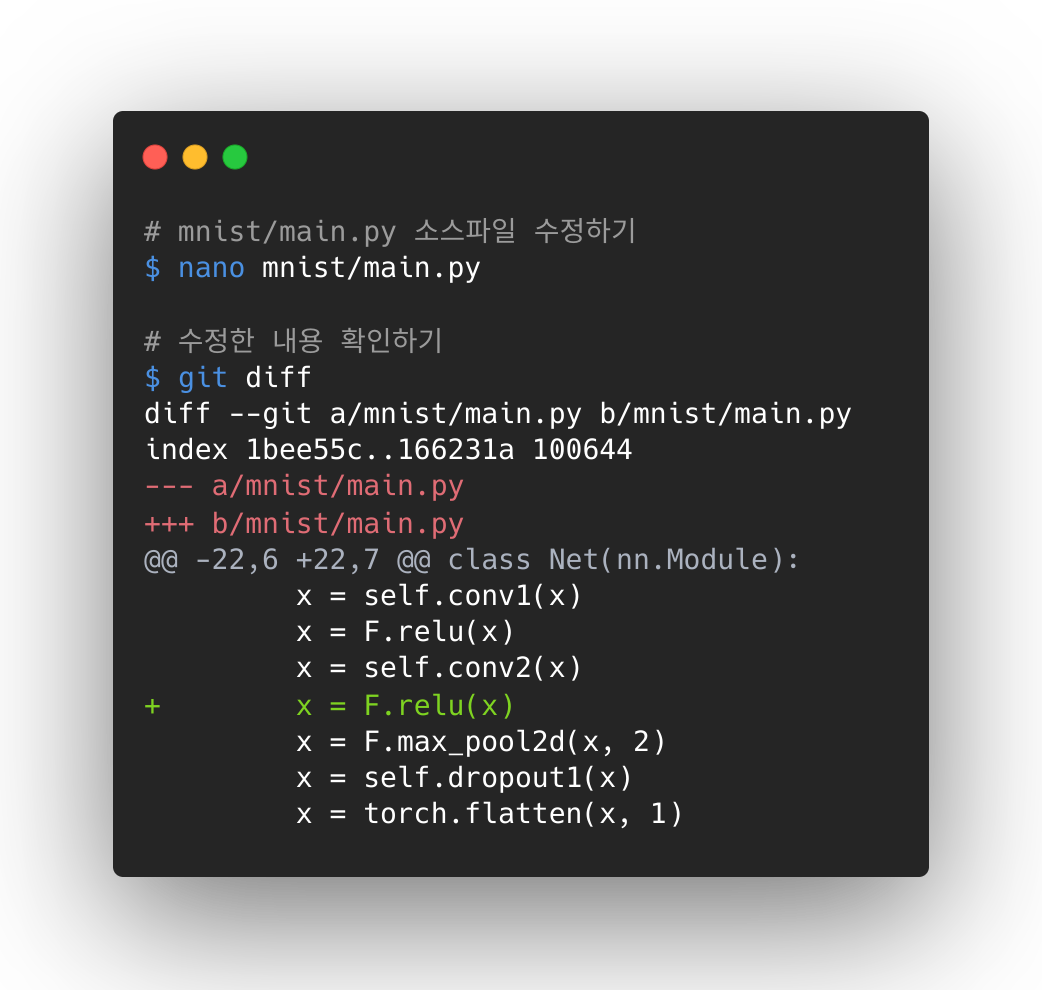 # mnist/main.py 소스파일 수정하기
$ nano mnist/main.py
# 수정한 내용 확인하기
$ git diff
diff --git a/mnist/main.py b/mnist/main.py
index 1bee55c..166231a 100644
--- a/mnist/main.py
+++ b/mnist/main.py
@@ -22,6 +22,7 @@ class Net(nn.Module):
         x = self.conv1(x)
         x = F.relu(x)
         x = self.conv2(x)
+        x = F.relu(x)
         x = F.max_pool2d(x, 2)
         x = self.dropout1(x)
         x = torch.flatten(x, 1)